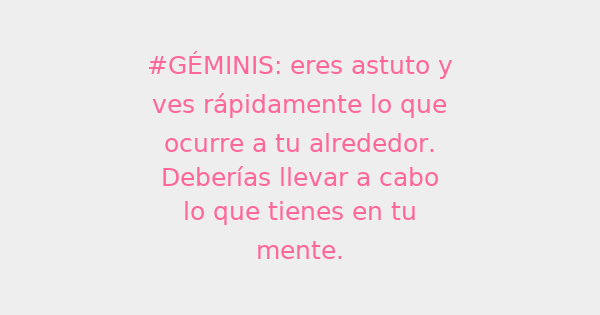 #GÉMINIS: eres astuto y
ves rápidamente lo que
ocurre a tu alrededor.
Deberías llevar a cabo
lo que tienes en tu
mente.